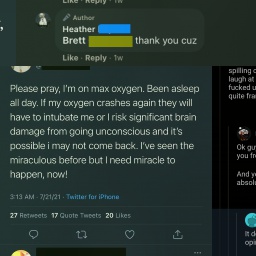 Like · Reply · 1w
Author
Heather
Brett thank you cuz
Like · Reply · 1w
Please pray, I'm on max oxygen. Been asleep
all day. If my oxygen crashes again they will
have to intubate me or I risk significant brain
damage from going unconscious and it's
possible i may not come back. I've seen the
miraculous before but I need miracle to
happen, now!
3:13 AM · 7/21/21 · Twitter for iPhone
27 Retweets 17 Quote Tweets 20 Likes
spilling
laugh at
fucked u
quite fra
Ok gu
you fr
And ye
absolu
It d
opin